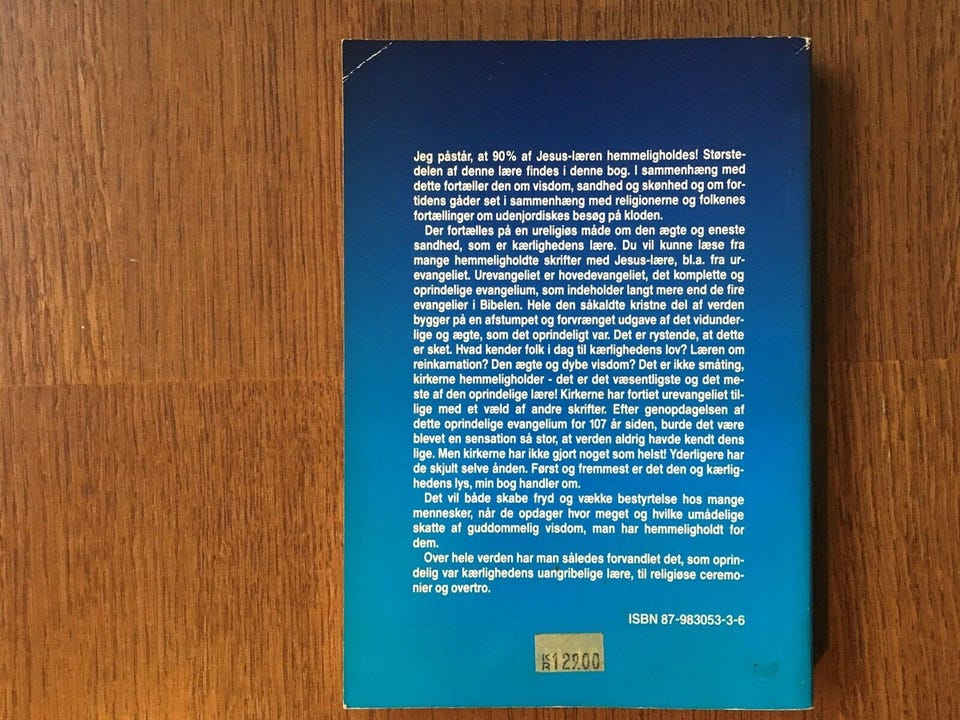 Jeg påstår, at 90% af Jesus-læren hemmeligholdes! Største-
delen af denne lære findes i denne bog. I sammenhæng med
dette fortæller den om visdom, sandhed og skønhed og om for-
tidens gåder set i sammenhæng med religionerne og folkenes
fortællinger om udenjordiskes besøg på kloden.
Der fortælles på en ureligiøs måde om den ægte og eneste
sandhed, som er kærlighedens lære. Du vil kunne læse fra
mange hemmeligholdte skrifter med Jesus-lære, bl.a. fra ur-
evangeliet. Urevangeliet er hovedevangeliet, det komplette og
oprindelige evangelium, som indeholder langt mere end de fire
evangelier i Bibelen. Hele den såkaldte kristne del af verden
bygger på en afstumpet og forvrænget udgave af det vidunder-
lige og ægte, som det oprindeligt var. Det er rystende, at dette
er sket. Hvad kender folk i dag til kærlighedens lov? Læren om
reinkarnation? Den ægte og dybe visdom? Det er ikke småting,
kirkerne hemmeligholder - det er det væsentligste og det me-
ste af den oprindelige lære! Kirkerne har fortiet urevangeliet til-
lige med et væld af andre skrifter. Efter genopdagelsen af
dette oprindelige evangelium for 107 år siden, burde det være
blevet en sensation så stor, at verden aldrig havde kendt dens
lige. Men kirkerne har ikke gjort noget som helst! Yderligere har
de skjult selve ånden. Først og fremmest er det den og kærlig-
hedens lys, min bog handler om.
Det vil både skabe fryd og vække bestyrtelse hos mange
mennesker, når de opdager hvor meget og hvilke umådelige
skatte af guddommelig visdom, man har hemmeligholdt for
dem.
Over hele verden har man således forvandlet det, som oprin-
delig var kærlighedens uangribelige lære, til religiøse ceremo-
nier og overtro.
ISBN 87-983053-3-6
KR 129.00